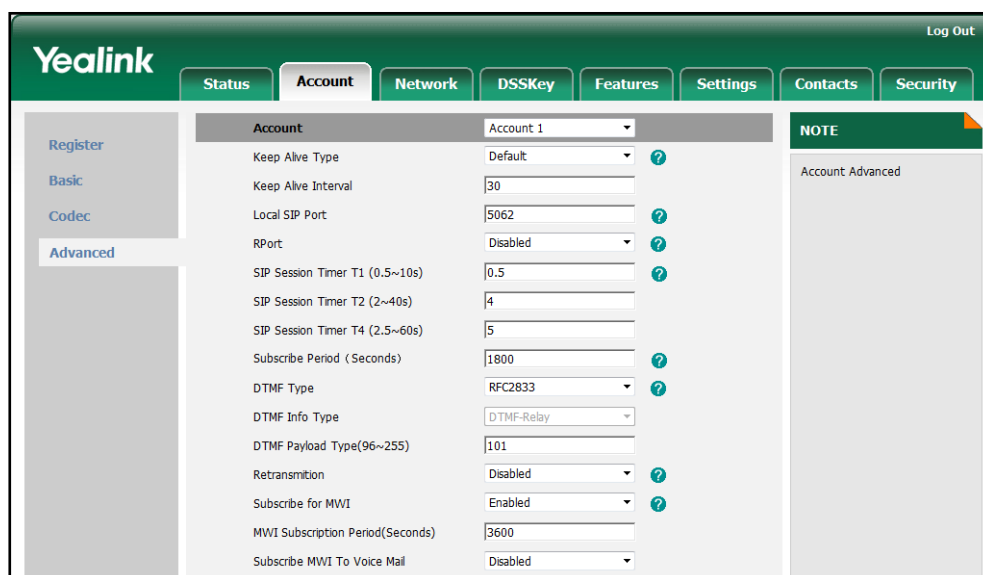 Log Out
Yealink
Status Account Network DSSKey Features Settings Contacts Security
Register
Basic
Codec
Advanced
Account Account 1
Keep Alive Type Default ?
Keep Alive Interval 30
Local SIP Port 5062 ?
RPort Disabled ?
SIP Session Timer T1 (0.5~10s) 0.5 ?
SIP Session Timer T2 (2~40s) 4
SIP Session Timer T4 (2.5~60s) 5
Subscribe Period (Seconds) 1800 ?
DTMF Type RFC2833 ?
DTMF Info Type DTMF-Relay
DTMF Payload Type(96~255) 101
Retransmition Disabled ?
Subscribe for MWI Enabled ?
MWI Subscription Period(Seconds) 3600
Subscribe MWI To Voice Mail Disabled
NOTE
Account Advanced